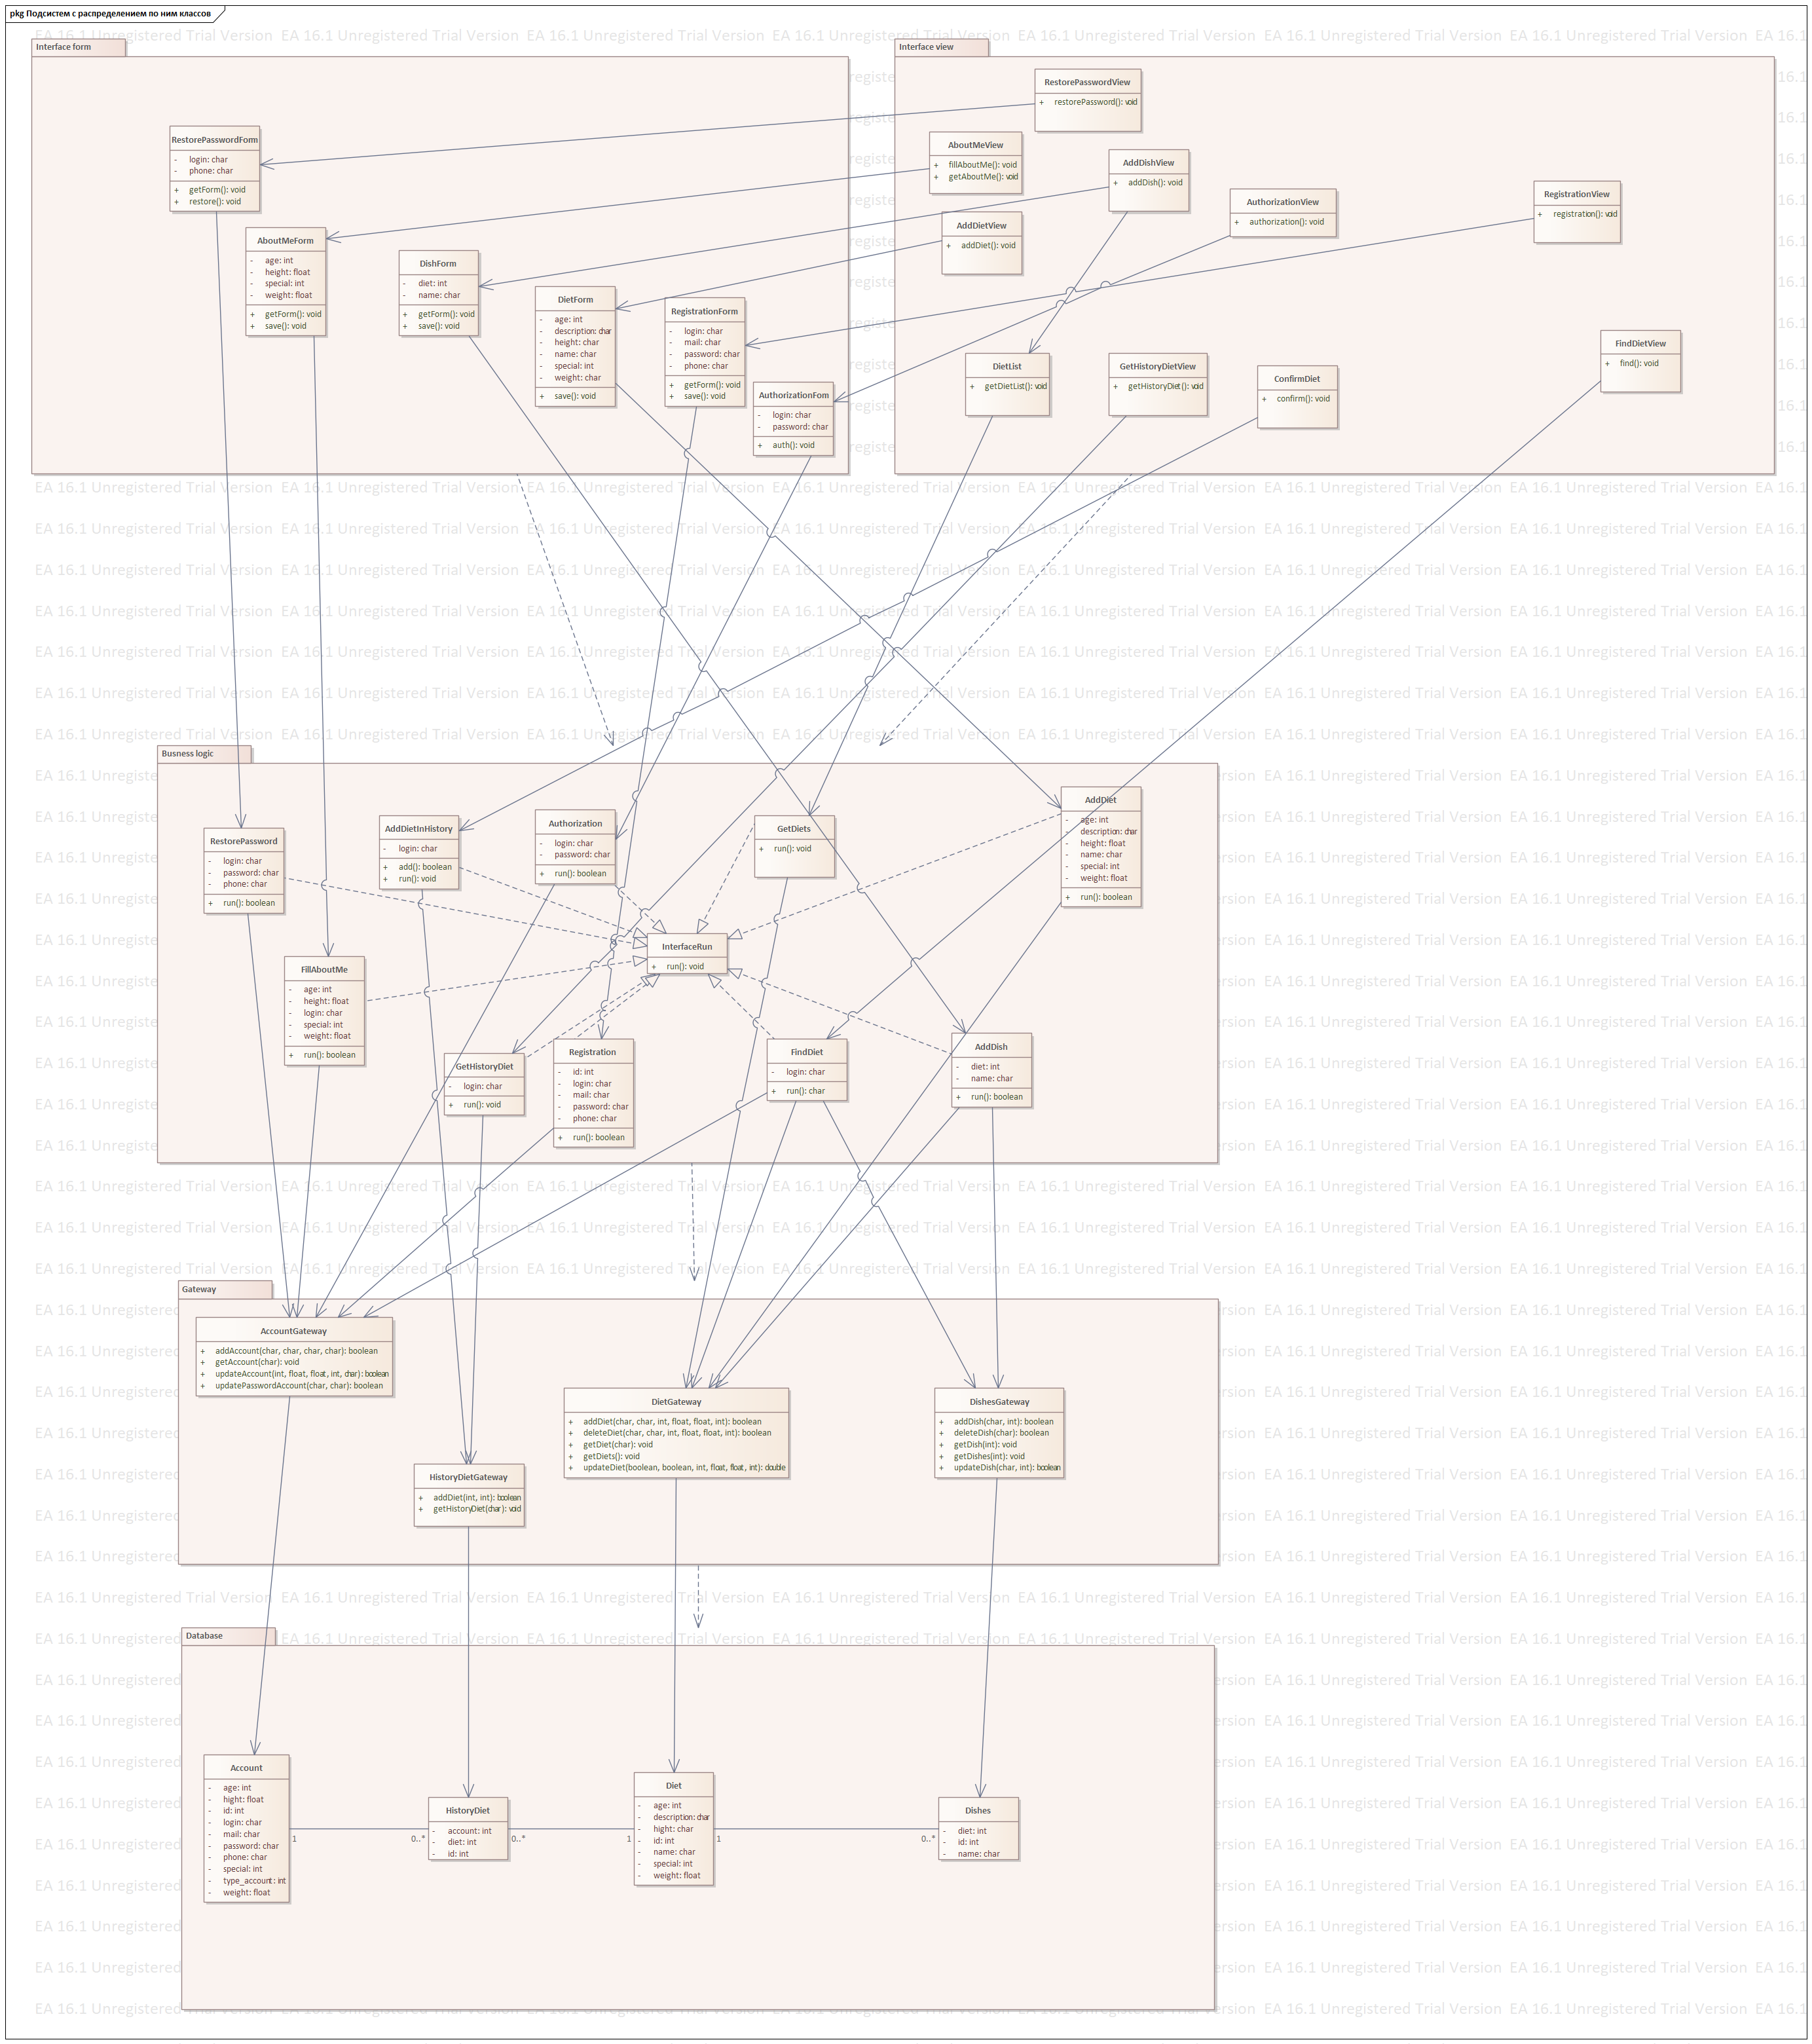 pkg Подсистем с распределением по ним классов
Interface form
RestorePasswordForm
- login: char
- phone: char
+ getForm(): void
+ restore(): void
AboutMeForm
- age: int
- height: float
- special: int
- weight: float
+ getForm(): void
+ save(): void
DishForm
- diet: int
- name: char
+ getForm(): void
+ save(): void
DietForm
- age: int
- description: char
- height: char
- name: char
- special: int
- weight: char
+ save(): void
RegistrationForm
- login: char
- mail: char
- password: char
- phone: char
+ getForm(): void
+ save(): void
AuthorizationFom
- login: char
- password: char
+ auth(): void
Interface view
RestorePasswordView
+ restorePassword(): void
AboutMeView
+ fillAboutMe(): void
+ getAboutMe(): void
AddDishView
+ addDish(): void
AuthorizationView
+ authorization(): void
RegistrationView
+ registration(): void
AddDietView
+ addDiet(): void
DietList
+ getDietList(): void
GetHistoryDietView
+ getHistoryDiet(): void
ConfirmDiet
+ confirm(): void
FindDietView
+ find(): void
Busness logic
RestorePassword
- login: char
- password: char
- phone: char
+ run(): boolean
AddDietInHistory
- login: char
+ add(): boolean
+ run(): void
Authorization
- login: char
- password: char
+ run(): boolean
GetDiets
+ run(): void
AddDiet
- age: int
- description: char
- height: float
- name: char
- special: int
- weight: float
+ run(): boolean
InterfaceRun
+ run(): void
FillAboutMe
- age: int
- height: float
- login: char
- special: int
- weight: float
+ run(): boolean
GetHistoryDiet
- login: char
+ run(): void
Registration
- id: int
- login: char
- mail: char
- password: char
- phone: char
+ run(): boolean
FindDiet
- login: char
+ run(): char
AddDish
- diet: int
- name: char
+ run(): boolean
Gateway
AccountGateway
+ addAccount(char, char, char, char): boolean
+ getAccount(char): void
+ updateAccount(int, float, float, int, char): boolean
+ updatePasswordAccount(char, char): boolean
HistoryDietGateway
+ addDiet(int, int): boolean
+ getHistoryDiet(char): void
DietGateway
+ addDiet(char, char, int, float, float, int): boolean
+ deleteDiet(char, char, int, float, float, int): boolean
+ getDiet(char): void
+ getDiets(): void
+ updateDiet(boolean, boolean, int, float, float, int): double
DishesGateway
+ addDish(char, int): boolean
+ deleteDish(char): boolean
+ getDish(int): void
+ getDishes(int): void
+ updateDish(char, int): boolean
Database
Account
- age: int
- hight: float
- id: int
- login: char
- mail: char
- password: char
- phone: char
- special: int
- type_account: int
- weight: float
1
0..*
HistoryDiet
- account: int
- diet: int
- id: int
0..*
1
Diet
- age: int
- description: char
- hight: char
- id: int
- name: char
- special: int
- weight: float
1
0..*
Dishes
- diet: int
- id: int
- name: char
EA 16.1 Unregistered Trial Version